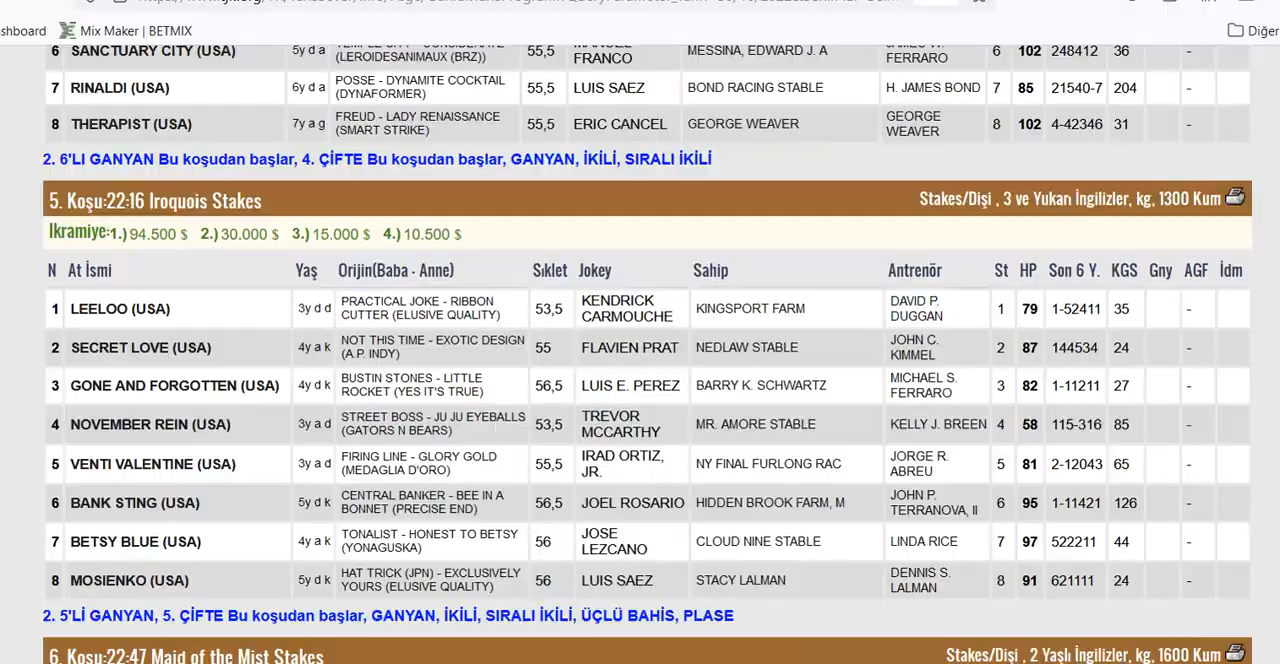 shboard Mix Maker | BETMIX Diğer
6 SANCTUARY CITY (USA) 5y d a (LEROIDESANIMAUX (BRZ)) 55,5 MANUEL FRANCO MESSINA, EDWARD J. A JAMES W. FERRARO 6 102 248412 36 -
7 RINALDI (USA) 6y d a POSSE - DYNAMITE COCKTAIL (DYNAFORMER) 55,5 LUIS SAEZ BOND RACING STABLE H. JAMES BOND 7 85 21540-7 204 -
8 THERAPIST (USA) 7y a g FREUD - LADY RENAISSANCE (SMART STRIKE) 55,5 ERIC CANCEL GEORGE WEAVER GEORGE WEAVER 8 102 4-42346 31 -
2. 6'LI GANYAN Bu koşudan başlar, 4. ÇİFTE Bu koşudan başlar, GANYAN, İKİLİ, SIRALI İKİLİ
5. Koşu:22:16 Iroquois Stakes Stakes/Dişi , 3 ve Yukarı İngilizler, kg, 1300 Kum
Ikramiye:1.) 94.500 $ 2.) 30.000 $ 3.) 15.000 $ 4.) 10.500 $
N At İsmi Yaş Orijin(Baba - Anne) Sıklet Jokey Sahip Antrenör St HP Son 6 Y. KGS Gny AGF İdm
1 LEELOO (USA) 3y d d PRACTICAL JOKE - RIBBON CUTTER (ELUSIVE QUALITY) 53,5 KENDRICK CARMOUCHE KINGSPORT FARM DAVID P. DUGGAN 1 79 1-52411 35 -
2 SECRET LOVE (USA) 4y a k NOT THIS TIME - EXOTIC DESIGN (A.P. INDY) 55 FLAVIEN PRAT NEDLAW STABLE JOHN C. KIMMEL 2 87 144534 24 -
3 GONE AND FORGOTTEN (USA) 4y d k BUSTIN STONES - LITTLE ROCKET (YES IT'S TRUE) 56,5 LUIS E. PEREZ BARRY K. SCHWARTZ MICHAEL S. FERRARO 3 82 1-11211 27 -
4 NOVEMBER REIN (USA) 3y a d STREET BOSS - JU JU EYEBALLS (GATORS N BEARS) 53,5 TREVOR MCCARTHY MR. AMORE STABLE KELLY J. BREEN 4 58 115-316 85 -
5 VENTI VALENTINE (USA) 3y a d FIRING LINE - GLORY GOLD (MEDAGLIA D'ORO) 55,5 IRAD ORTIZ, JR. NY FINAL FURLONG RAC JORGE R. ABREU 5 81 2-12043 65 -
6 BANK STING (USA) 5y d k CENTRAL BANKER - BEE IN A BONNET (PRECISE END) 56,5 JOEL ROSARIO HIDDEN BROOK FARM, M JOHN P. TERRANOVA, II 6 95 1-11421 126 -
7 BETSY BLUE (USA) 4y a k TONALIST - HONEST TO BETSY (YONAGUSKA) 56 JOSE LEZCANO CLOUD NINE STABLE LINDA RICE 7 97 522211 44 -
8 MOSIENKO (USA) 5y d k HAT TRICK (JPN) - EXCLUSIVELY YOURS (ELUSIVE QUALITY) 56 LUIS SAEZ STACY LALMAN DENNIS S. LALMAN 8 91 621111 24 -
2. 5'Lİ GANYAN, 5. ÇİFTE Bu koşudan başlar, GANYAN, İKİLİ, SIRALI İKİLİ, ÜÇLÜ BAHİS, PLASE
6. Koşu:22:47 Maid of the Mist Stakes Stakes/Dişi , 2 Yaşlı İngilizler, kg, 1600 Kum